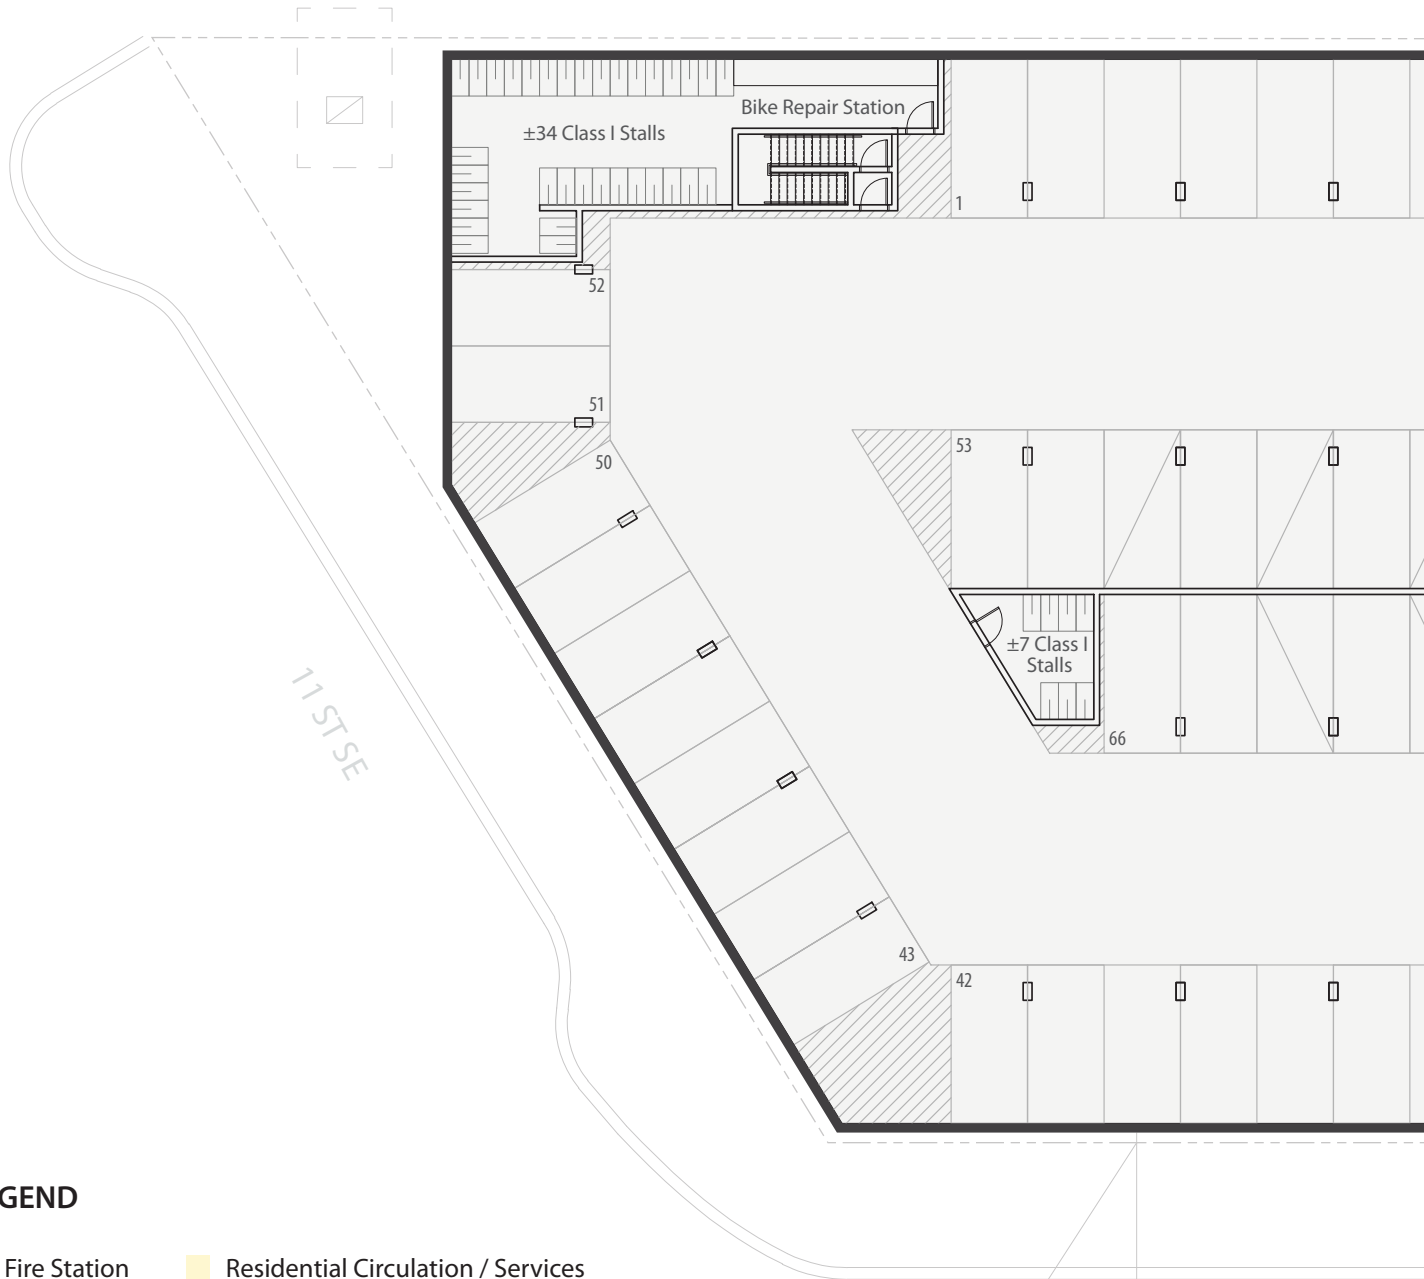 Bike Repair Station
±34 Class I Stalls
1
52
51
50
53
±7 Class I
Stalls
66
11 ST SE
43
42
GEND
Fire Station
Residential Circulation / Services